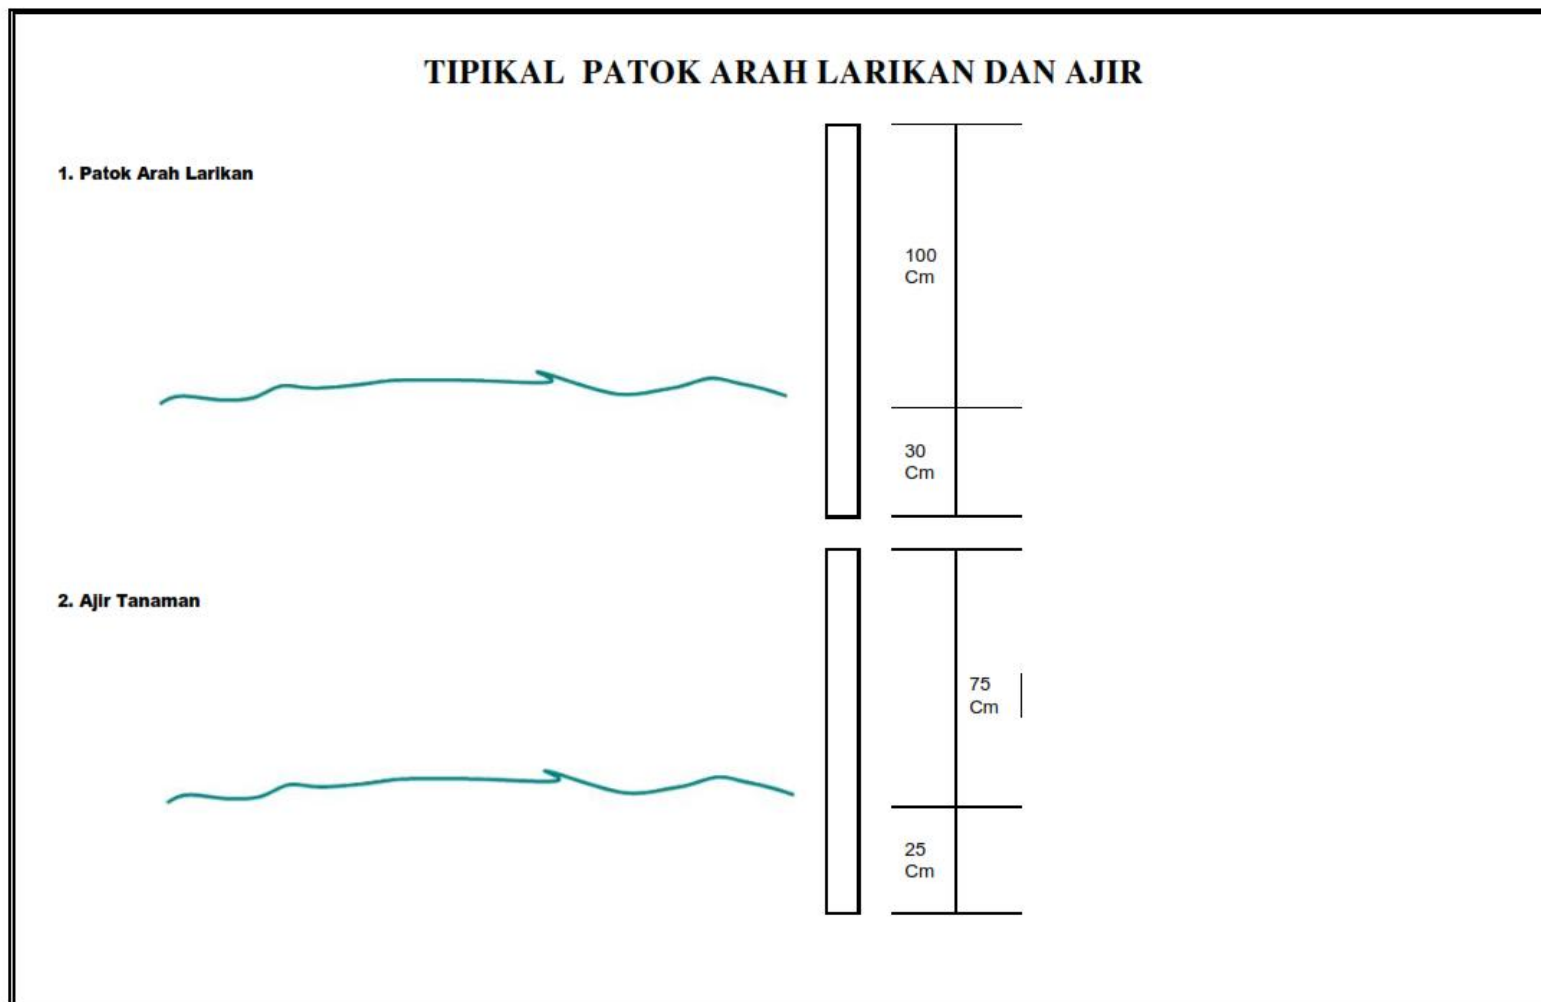 TIPIKAL PATOK ARAH LARIKAN DAN AJIR
1. Patok Arah Larikan
100
Cm
30
Cm
2. Ajir Tanaman
75
Cm
25
Cm